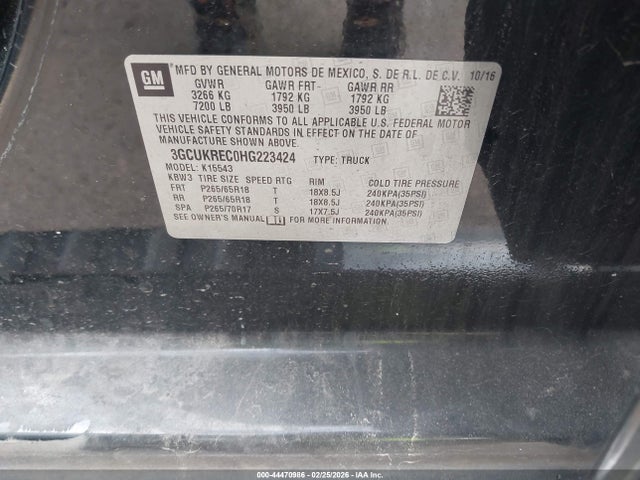 GM
MFD BY GENERAL MOTORS DE MEXICO, S. DE R.L. DE C.V. 10/16
GVWR GAWR FRT- GAWR RR
3266 KG 1792 KG 1792 KG
7200 LB 3950 LB 3950 LB
THIS VEHICLE CONFORMS TO ALL APPLICABLE U.S. FEDERAL MOTOR
VEHICLE SAFETY STANDARDS IN EFFECT ON THE DATE OF
MANUFACTURE SHOWN ABOVE.
3GCUKREC0HG223424 TYPE: TRUCK
MODEL: K15543
KBW3 TIRE SIZE SPEED RTG RIM COLD TIRE PRESSURE
FRT P265/65R18 T 18X8.5J 240KPA(35PSI)
RR P265/65R18 T 18X8.5J 240KPA(35PSI)
SPA P265/70R17 S 17X7.5J 240KPA(35PSI)
SEE OWNER'S MANUAL
000-44470986 | 02/25/2026 | IAA Inc.